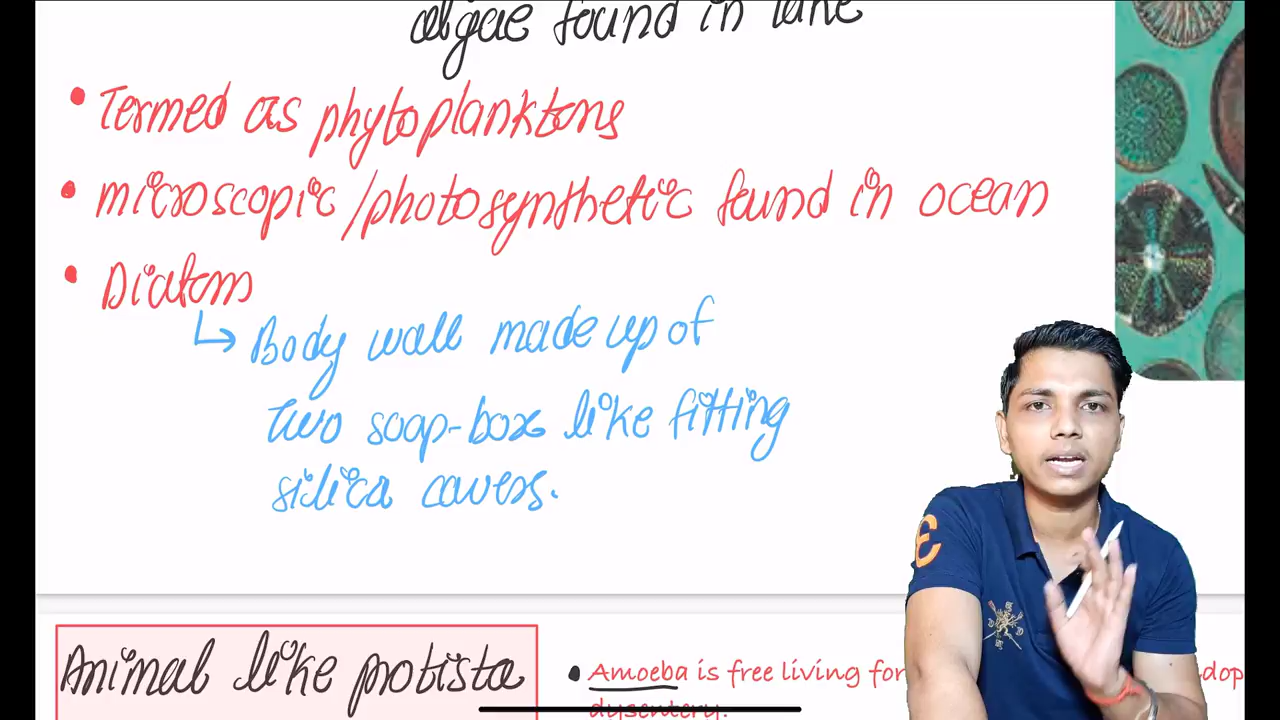 algae found in lake
• Termed as phytoplanktons
• microscopic/photosynthetic found in ocean
• Diatom
↳ Body wall made up of
two soap-box like fitting
silica covers.
Animal like protista
• Amoeba is free living for
dysentery.